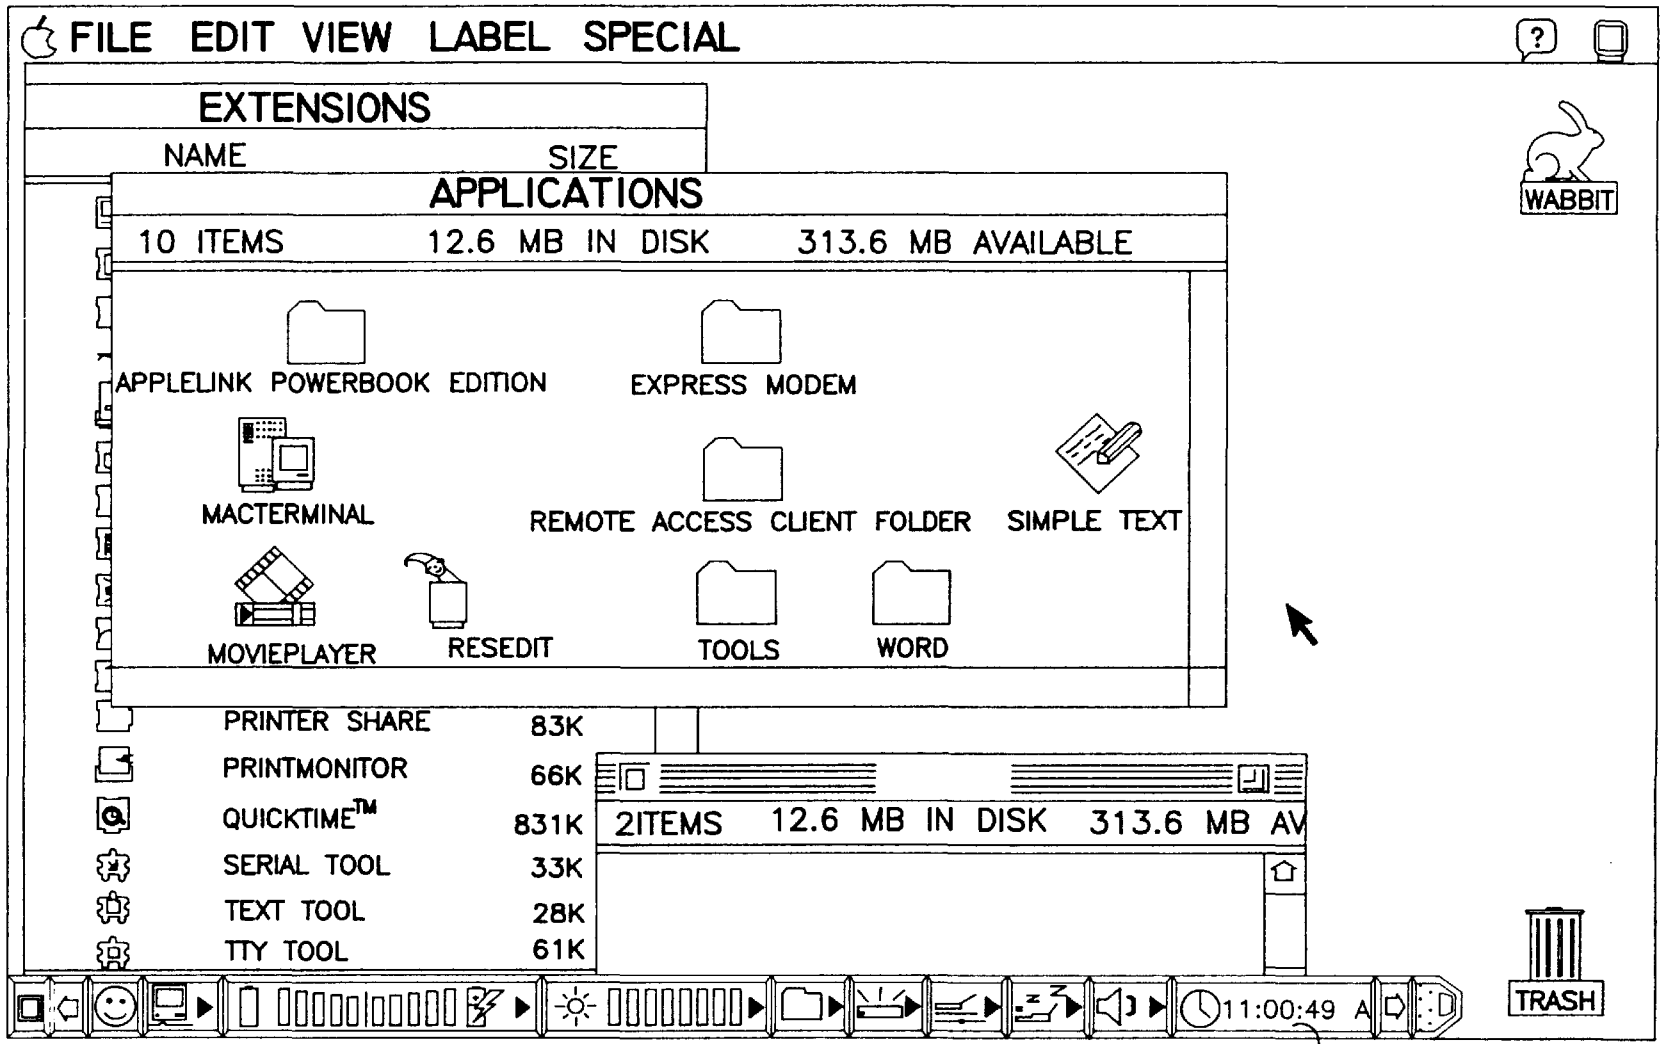 FILE EDIT VIEW LABEL SPECIAL ?
EXTENSIONS
NAME SIZE
WABBIT
APPLICATIONS
10 ITEMS 12.6 MB IN DISK 313.6 MB AVAILABLE
APPLELINK POWERBOOK EDITION EXPRESS MODEM
MACTERMINAL REMOTE ACCESS CLIENT FOLDER SIMPLE TEXT
MOVIEPLAYER RESEDIT TOOLS WORD
PRINTER SHARE 83K
PRINTMONITOR 66K
QUICKTIME™ 831K
2ITEMS 12.6 MB IN DISK 313.6 MB AV
SERIAL TOOL 33K
TEXT TOOL 28K
TTY TOOL 61K
Z Z Z
11:00:49 A
TRASH